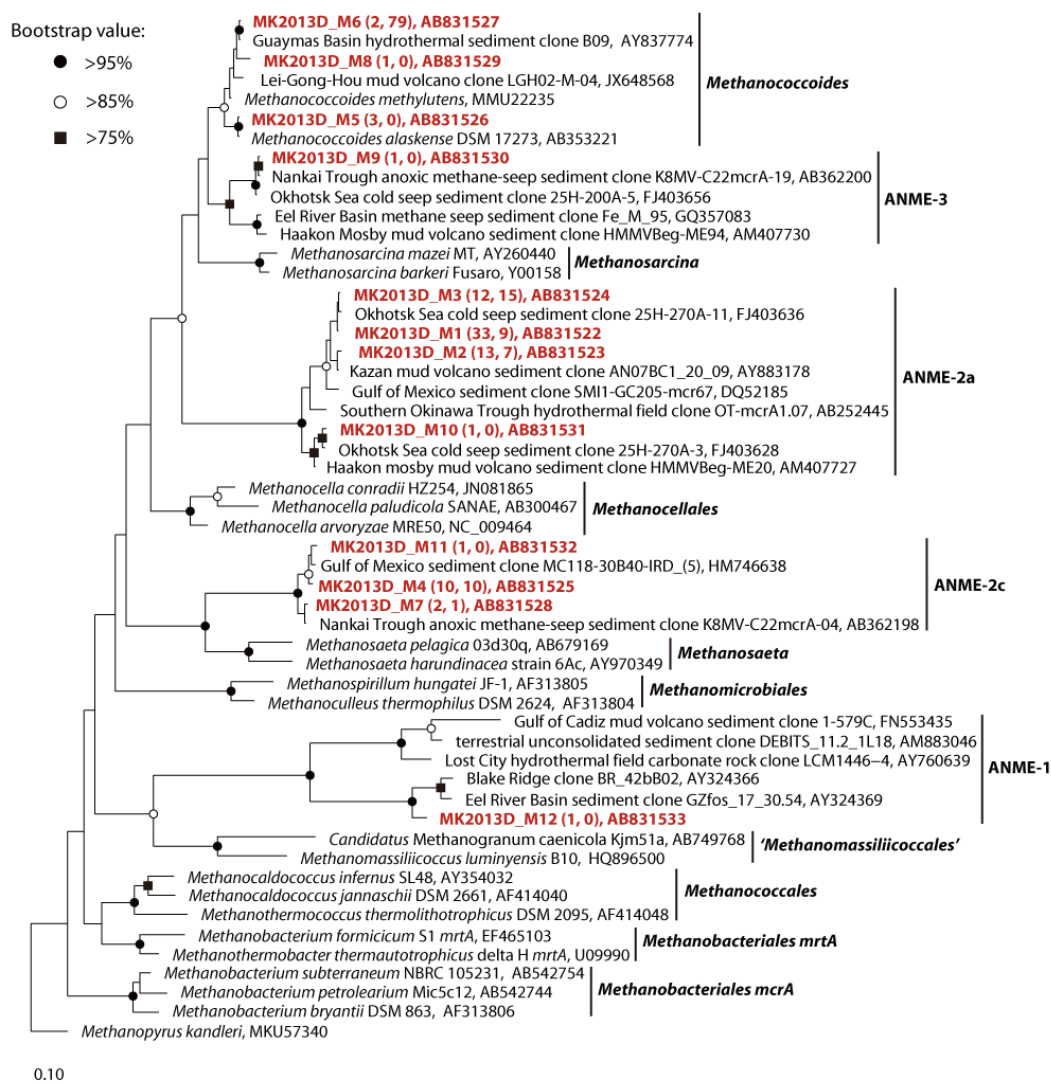 Bootstrap value:
>95%
>85%
>75%
MK2013D_M6 (2, 79), AB831527
Guaymas Basin hydrothermal sediment clone B09, AY837774
MK2013D_M8 (1, 0), AB831529
Lei-Gong-Hou mud volcano clone LGH02-M-04, JX648568
Methanococcoides methylutens, MMU22235
MK2013D_M5 (3, 0), AB831526
Methanococcoides alaskense DSM 17273, AB353221
Methanococcoides
MK2013D_M9 (1, 0), AB831530
Nankai Trough anoxic methane-seep sediment clone K8MV-C22mcrA-19, AB362200
Okhotsk Sea cold seep sediment clone 25H-200A-5, FJ403656
Eel River Basin methane seep sediment clone Fe_M_95, GQ357083
Haakon Mosby mud volcano sediment clone HMMVBeg-ME94, AM407730
ANME-3
Methanosarcina mazei MT, AY260440
Methanosarcina barkeri Fusaro, Y00158
Methanosarcina
MK2013D_M3 (12, 15), AB831524
Okhotsk Sea cold seep sediment clone 25H-270A-11, FJ403636
MK2013D_M1 (33, 9), AB831522
MK2013D_M2 (13, 7), AB831523
Kazan mud volcano sediment clone AN07BC1_20_09, AY883178
Gulf of Mexico sediment clone SMI1-GC205-mcr67, DQ52185
Southern Okinawa Trough hydrothermal field clone OT-mcrA1.07, AB252445
MK2013D_M10 (1, 0), AB831531
Okhotsk Sea cold seep sediment clone 25H-270A-3, FJ403628
Haakon mosby mud volcano sediment clone HMMVBeg-ME20, AM407727
ANME-2a
Methanocella conradii HZ254, JN081865
Methanocella paludicola SANAE, AB300467
Methanocella arvoryzae MRE50, NC_009464
Methanocellales
MK2013D_M11 (1, 0), AB831532
Gulf of Mexico sediment clone MC118-30B40-IRD_(5), HM746638
MK2013D_M4 (10, 10), AB831525
MK2013D_M7 (2, 1), AB831528
Nankai Trough anoxic methane-seep sediment clone K8MV-C22mcrA-04, AB362198
ANME-2c
Methanosaeta pelagica 03d30q, AB679169
Methanosaeta harundinacea strain 6Ac, AY970349
Methanosaeta
Methanospirillum hungatei JF-1, AF313805
Methanoculleus thermophilus DSM 2624, AF313804
Methanomicrobiales
Gulf of Cadiz mud volcano sediment clone 1-579C, FN553435
terrestrial unconsolidated sediment clone DEBITS_11.2_1L18, AM883046
Lost City hydrothermal field carbonate rock clone LCM1446–4, AY760639
Blake Ridge clone BR_42bB02, AY324366
Eel River Basin sediment clone GZfos_17_30.54, AY324369
MK2013D_M12 (1, 0), AB831533
ANME-1
Candidatus Methanogranum caenicola Kjm51a, AB749768
Methanomassiliicoccus luminyensis B10, HQ896500
'Methanomassiliicoccales'
Methanocaldococcus infernus SL48, AY354032
Methanocaldococcus jannaschii DSM 2661, AF414040
Methanothermococcus thermolithotrophicus DSM 2095, AF414048
Methanococcales
Methanobacterium formicicum S1 mrtA, EF465103
Methanothermobacter thermautotrophicus delta H mrtA, U09990
Methanobacteriales mrtA
Methanobacterium subterraneum NBRC 105231, AB542754
Methanobacterium petrolearium Mic5c12, AB542744
Methanobacterium bryantii DSM 863, AF313806
Methanobacteriales mcrA
Methanopyrus kandleri, MKU57340
0.10